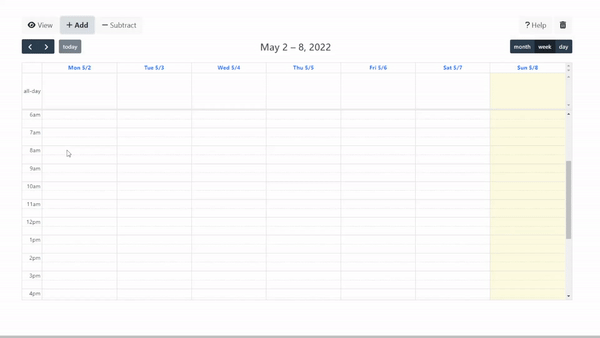 View + Add − Subtract ? Help
today May 2 – 8, 2022 month week day
Mon 5/2 Tue 5/3 Wed 5/4 Thu 5/5 Fri 5/6 Sat 5/7 Sun 5/8
all-day
6am
7am
8am
9am
10am
11am
12pm
1pm
2pm
3pm
4pm